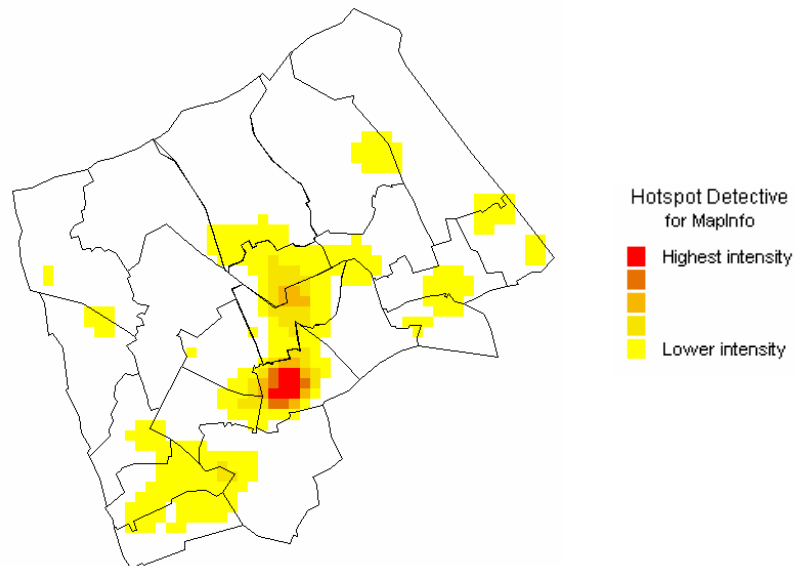 Hotspot Detective
for MapInfo
Highest intensity
Lower intensity